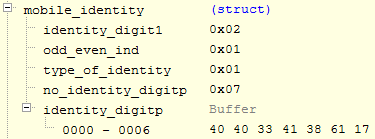 mobile_identity (struct)
identity_digit1 0x02
odd_even_ind 0x01
type_of_identity 0x01
no_identity_digitp 0x07
identity_digitp Buffer
0000 - 0006 40 40 33 41 38 61 17